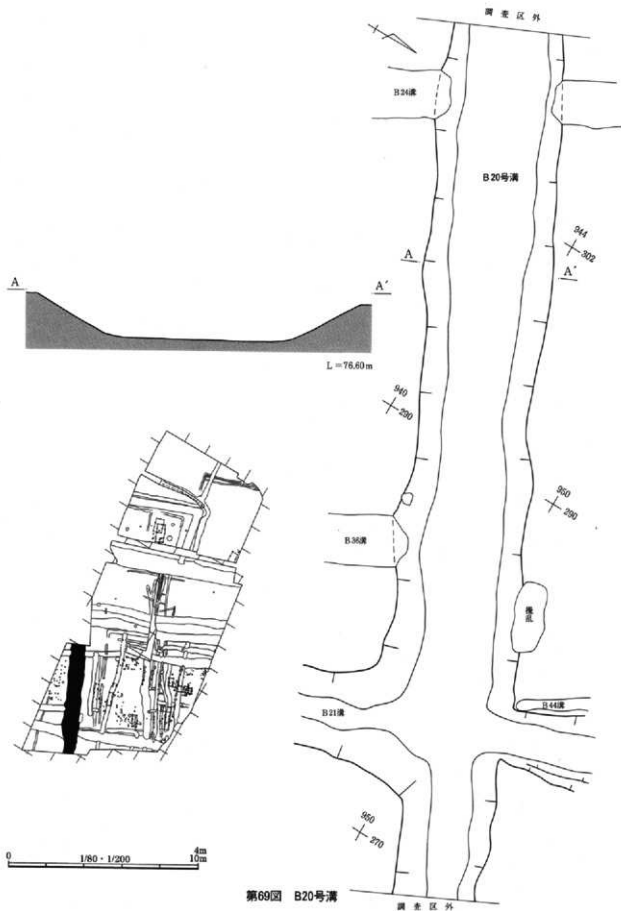 調査区外
B24溝
B20号溝
944
302
A
A′
A
A′
L=76.60m
940
290
950
290
B36溝
攪乱
B21溝
B44溝
950
270
4m
0 1/80・1/200 10m
第69図 B20号溝
調査区外